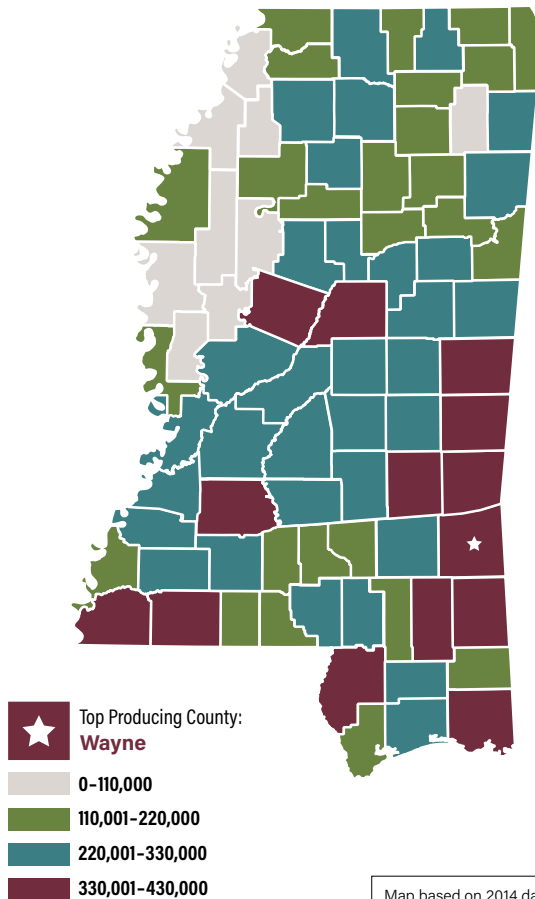 Top Producing County:
Wayne
0–110,000
110,001–220,000
220,001–330,000
330,001–430,000
Map based on 2014 da